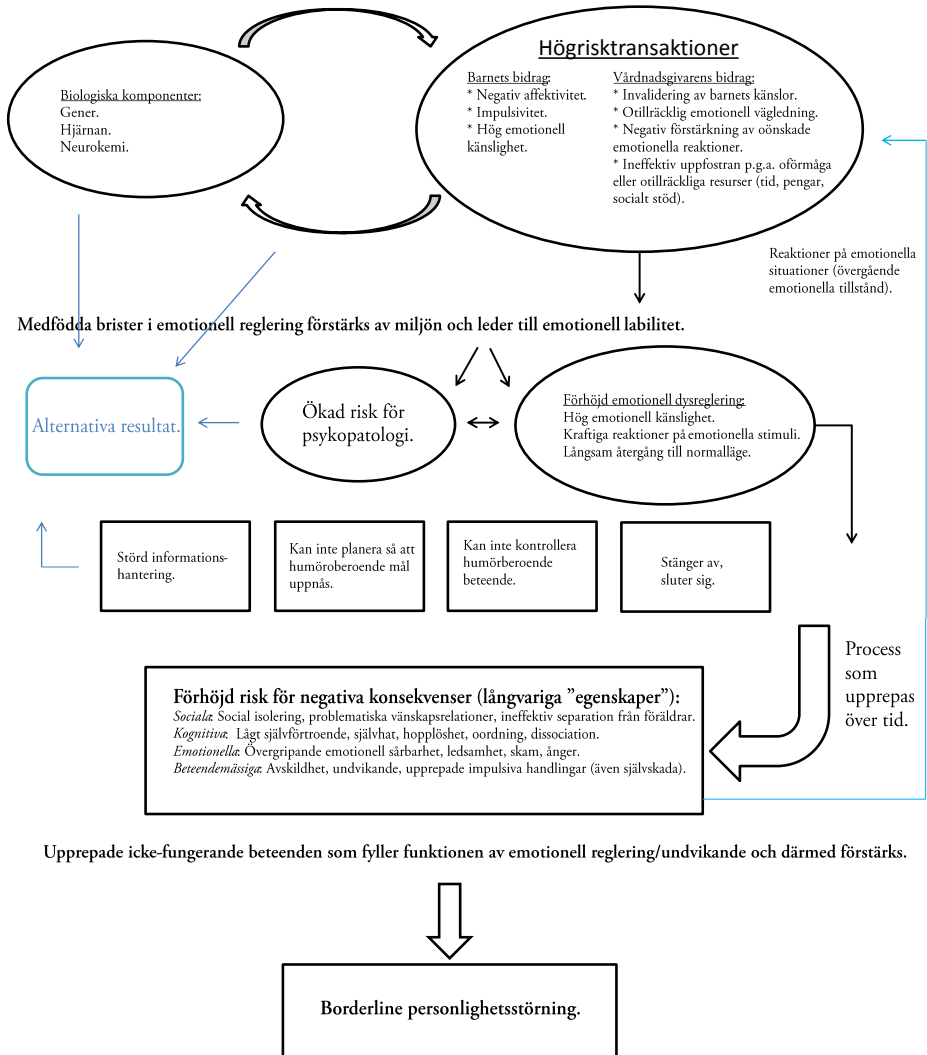 Högrisktransaktioner
Biologiska komponenter:
Gener.
Hjärnan.
Neurokemi.
Barnets bidrag:
* Negativ affektivitet.
* Impulsivitet.
* Hög emotionell
känslighet.
Vårdnadsgivarens bidrag:
* Invalidering av barnets känslor.
* Otillräcklig emotionell vägledning.
* Negativ förstärkning av oönskade
emotionella reaktioner.
* Ineffektiv uppfostran p.g.a. oförmåga
eller otillräckliga resurser (tid, pengar,
socialt stöd).
Reaktioner på emotionella
situationer (övergående
emotionella tillstånd).
Medfödda brister i emotionell reglering förstärks av miljön och leder till emotionell labilitet.
Alternativa resultat.
Ökad risk för
psykopatologi.
Förhöjd emotionell dysreglering:
Hög emotionell känslighet.
Kraftiga reaktioner på emotionella stimuli.
Långsam återgång till normalläge.
Störd informations-
hantering.
Kan inte planera så att
humöroberoende mål
uppnås.
Kan inte kontrollera
humörberoende
beteende.
Stänger av,
sluter sig.
Process
som
upprepas
över tid.
Förhöjd risk för negativa konsekvenser (långvariga ”egenskaper”):
Sociala: Social isolering, problematiska vänskapsrelationer, ineffektiv separation från föräldrar.
Kognitiva: Lågt självförtroende, självhat, hopplöshet, oordning, dissociation.
Emotionella: Övergripande emotionell sårbarhet, ledsamhet, skam, ånger.
Beteendemässiga: Avskildhet, undvikande, upprepade impulsiva handlingar (även självskada).
Upprepade icke-fungerande beteenden som fyller funktionen av emotionell reglering/undvikande och därmed förstärks.
Borderline personlighetsstörning.